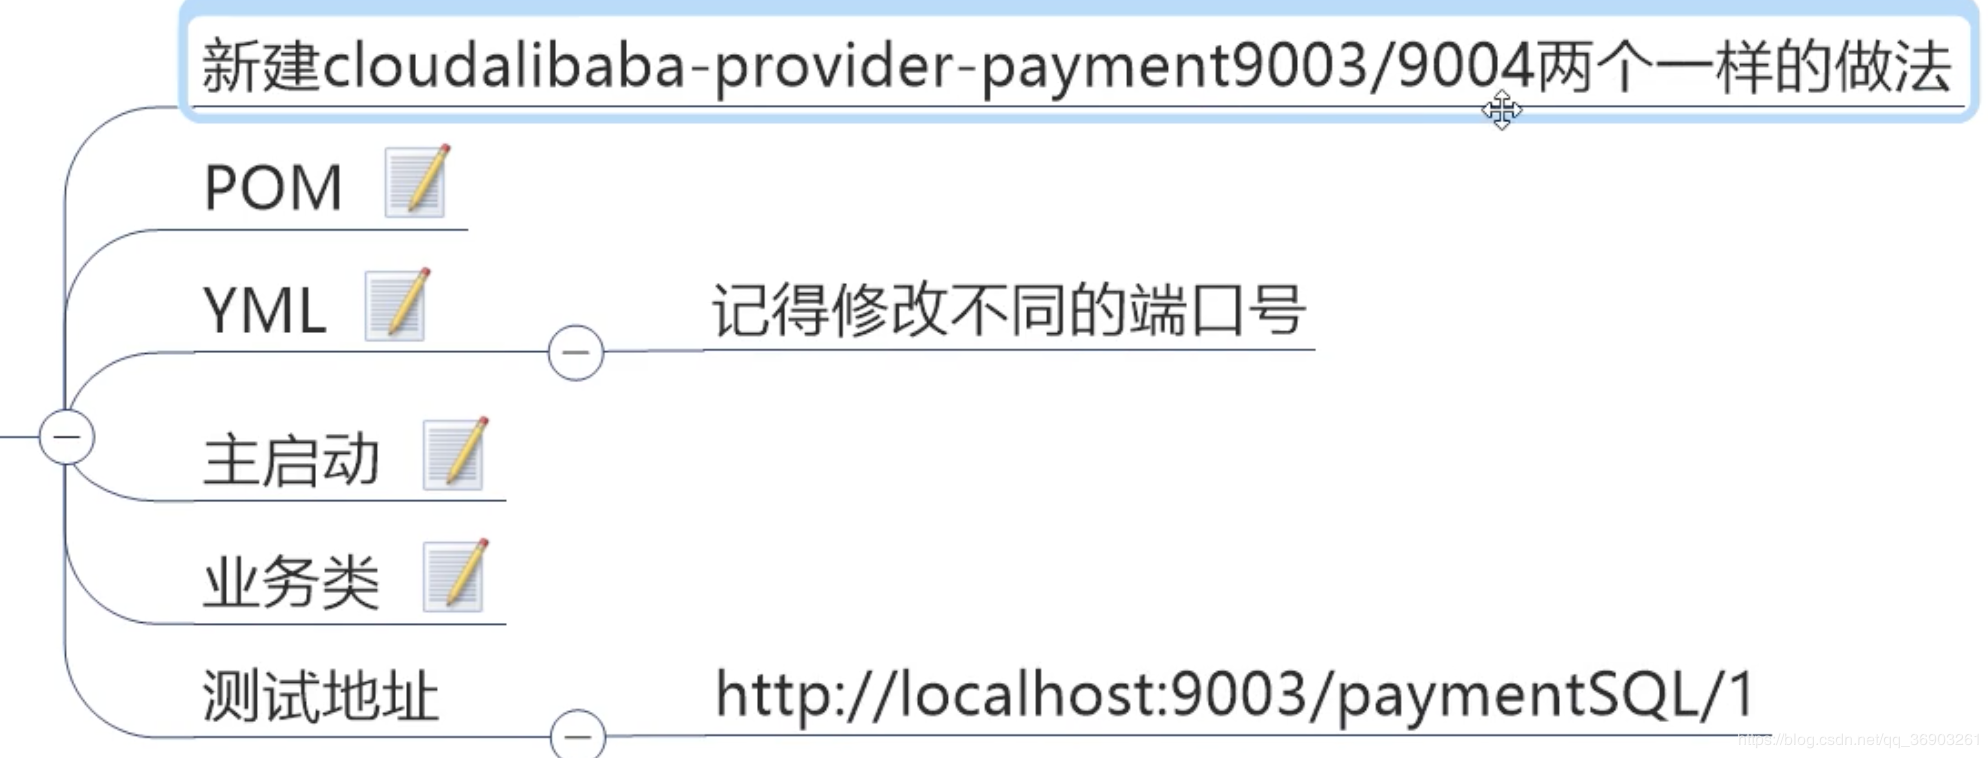 新建cloudalibaba-provider-payment9003/9004两个一样的做法
POM
YML
记得修改不同的端口号
主启动
业务类
测试地址
http://localhost:9003/paymentSQL/1
https://blog.csdn.net/qq_36903261